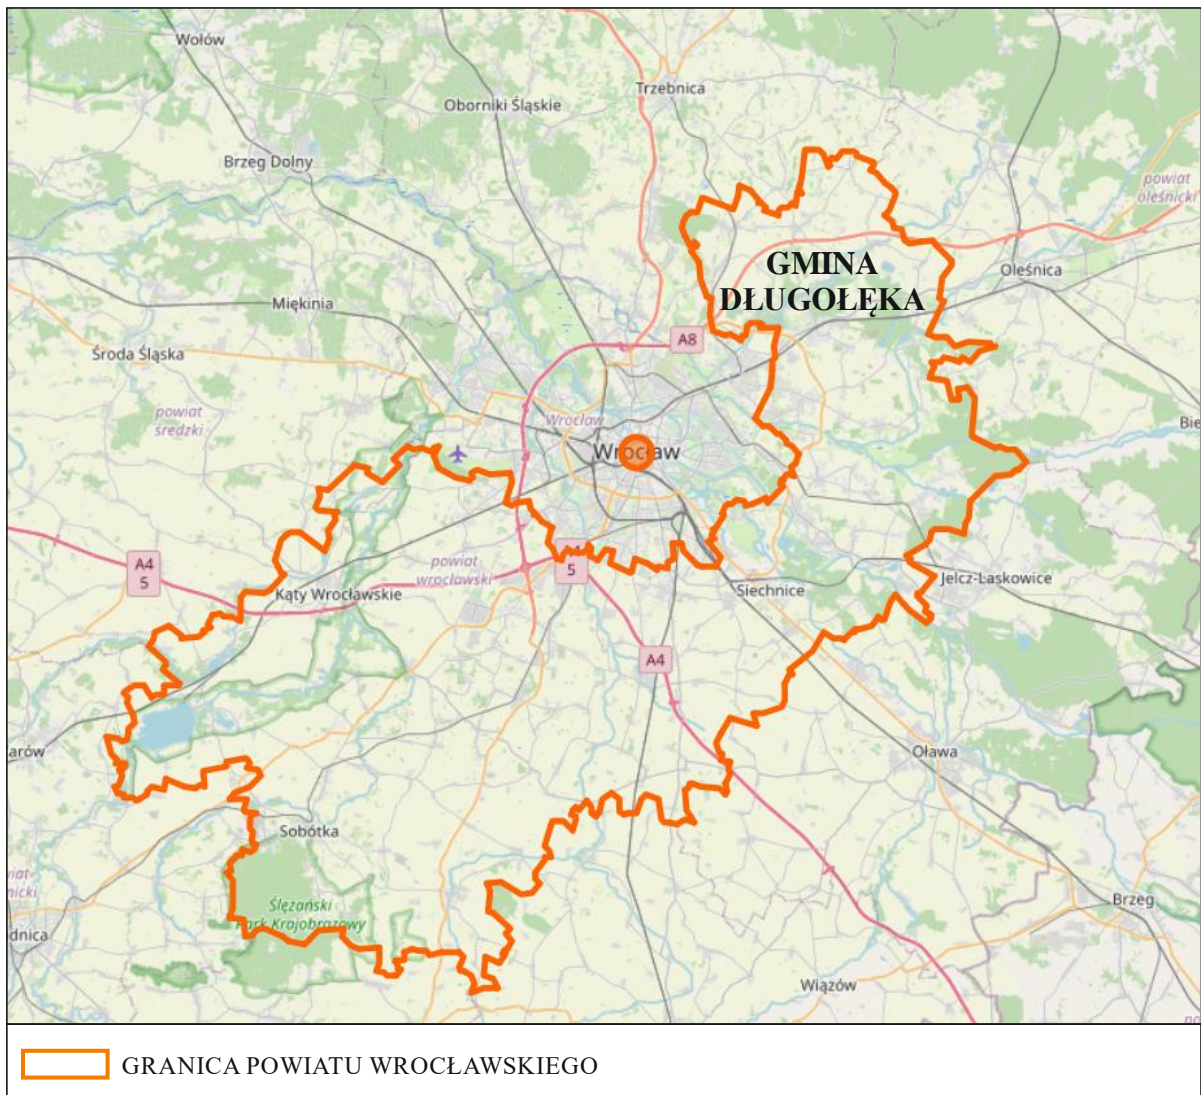 Wołów
Trzebnica
Oborniki Śląskie
Brzeg Dolny
powiat
oleśnicki
GMINA
DŁUGOŁĘKA
Oleśnica
Miękinia
A8
Środa Śląska
powiat
średzki
Wrocław
Wrocław
A4
5
powiat
wrocławski
5
Kąty Wrocławskie
Siechnice
Jelcz-Laskowice
A4
arów
Oława
Sobótka
Ślężański
Park Krajobrazowy
Brzeg
dnica
Wiązów
GRANICA POWIATU WROCŁAWSKIEGO